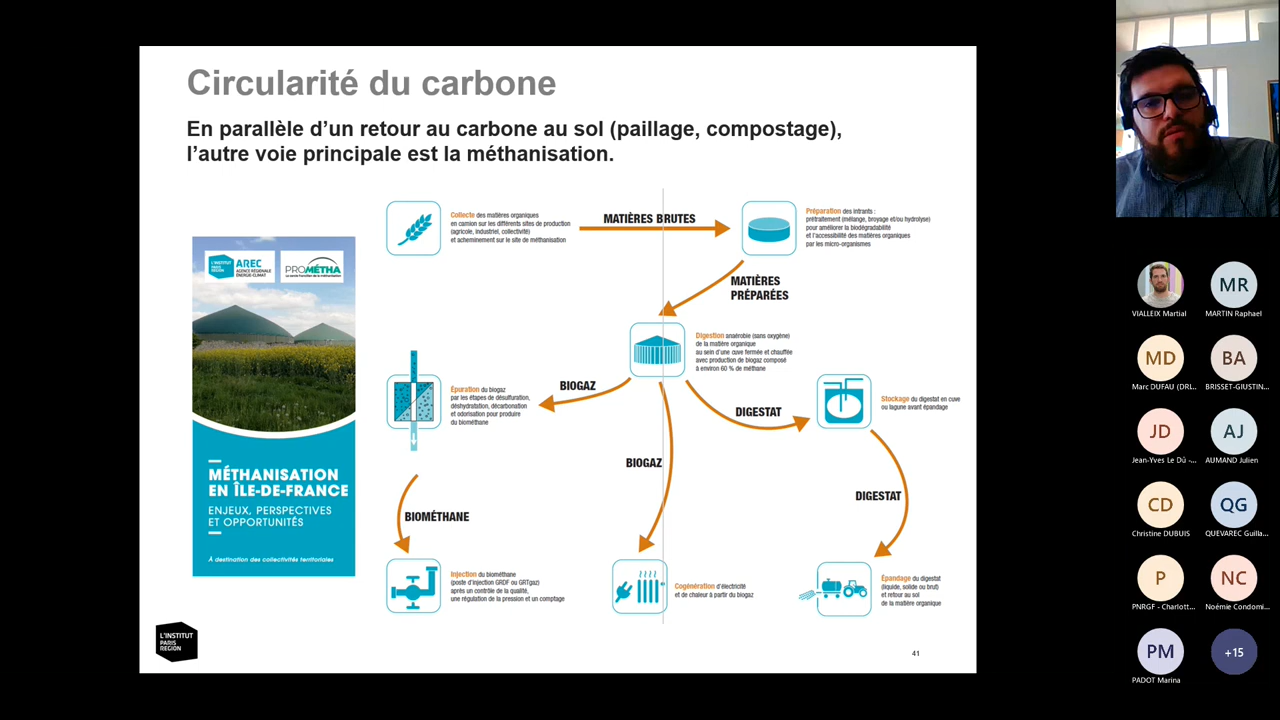 Circularité du carbone
En parallèle d’un retour au carbone au sol (paillage, compostage),
l’autre voie principale est la méthanisation.
L'INSTITUT
PARIS
REGION
AREC
AGENCE RÉGIONALE
ÉNERGIE-CLIMAT
PROMÉTHA
MÉTHANISATION
EN ÎLE-DE-FRANCE
ENJEUX, PERSPECTIVES
ET OPPORTUNITÉS
À destination des collectivités territoriales
Collecte des matières organiques
en camion sur les différents sites de production
(agricole, industriel, collectivité)
et acheminement sur le site de méthanisation
MATIÈRES BRUTES
Préparation des intrants :
prétraitement (mélange, broyage et/ou hydrolyse)
pour améliorer la biodégradabilité
et l'accessibilité des matières organiques
par les micro-organismes
MATIÈRES
PRÉPARÉES
Digestion anaérobie (sans oxygène)
de la matière organique
au sein d'une cuve fermée et chauffée
avec production de biogaz composé
à environ 60 % de méthane
BIOGAZ
Épuration du biogaz
par les étapes de désulfuration,
déshydratation, décarbonation
et odorisation pour produire
du biométhane
DIGESTAT
Stockage du digestat en cuve
ou lagune avant épandage
BIOGAZ
DIGESTAT
BIOMÉTHANE
Injection du biométhane
(poste d'injection GRDF ou GRTgaz)
après un contrôle de la qualité,
une régulation de la pression et un comptage
Cogénération d'électricité
et de chaleur à partir du biogaz
Épandage du digestat
(liquide, solide ou brut)
et retour au sol
de la matière organique
L'INSTITUT
PARIS
REGION
41
VIALLEIX Martial
MR
MARTIN Raphael
MD
Marc DUFAU (DRI...
BA
BRISSET-GIUSTIN...
JD
Jean-Yves Le Dû -...
AJ
AUMAND Julien
CD
Christine DUBUIS
QG
QUEVAREC Guilla...
P
PNRGF - Charlott...
NC
Noémie Condomi...
PM
PADOT Marina
+15